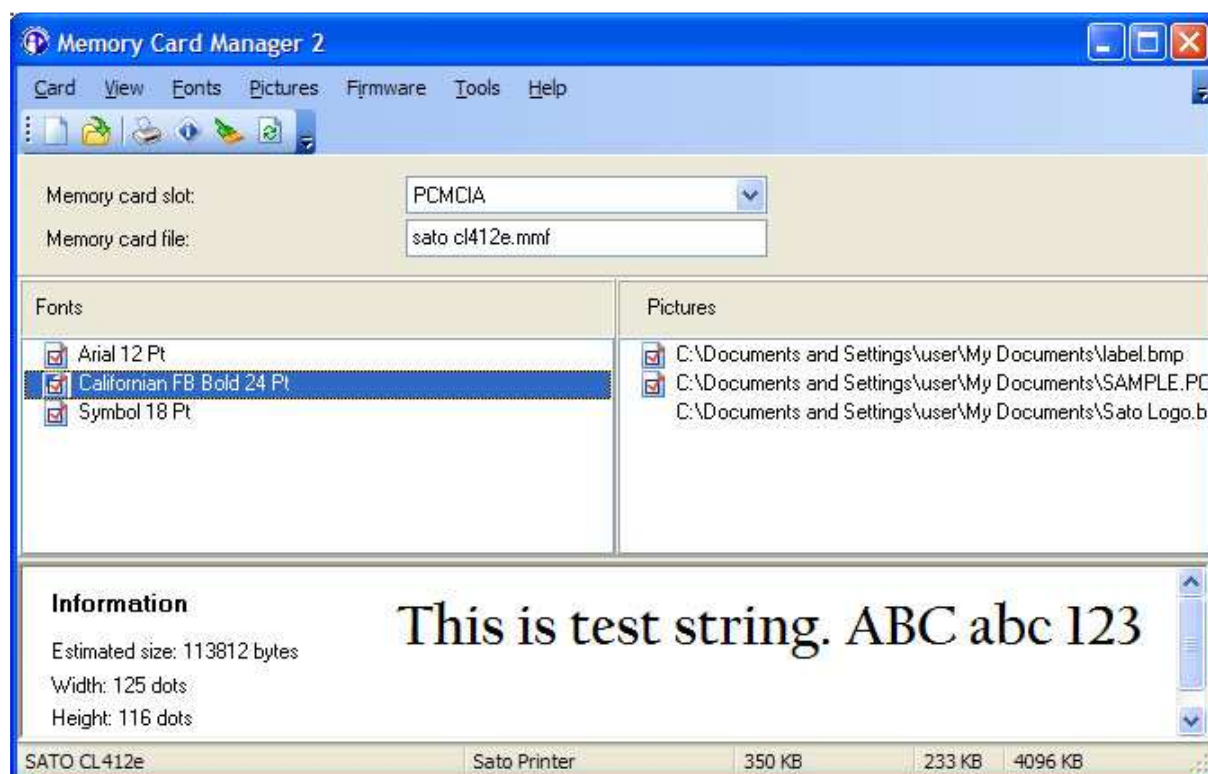 Memory Card Manager 2
Card View Fonts Pictures Firmware Tools Help
Memory card slot: PCMCIA
Memory card file: sato cl412e.mmf
Fonts
Pictures
Arial 12 Pt
Californian FB Bold 24 Pt
Symbol 18 Pt
C:\Documents and Settings\user\My Documents\label.bmp
C:\Documents and Settings\user\My Documents\SAMPLE.PC
C:\Documents and Settings\user\My Documents\Sato Logo.b
Information
Estimated size: 113812 bytes
Width: 125 dots
Height: 116 dots
This is test string. ABC abc 123
SATO CL412e Sato Printer 350 KB 233 KB 4096 KB